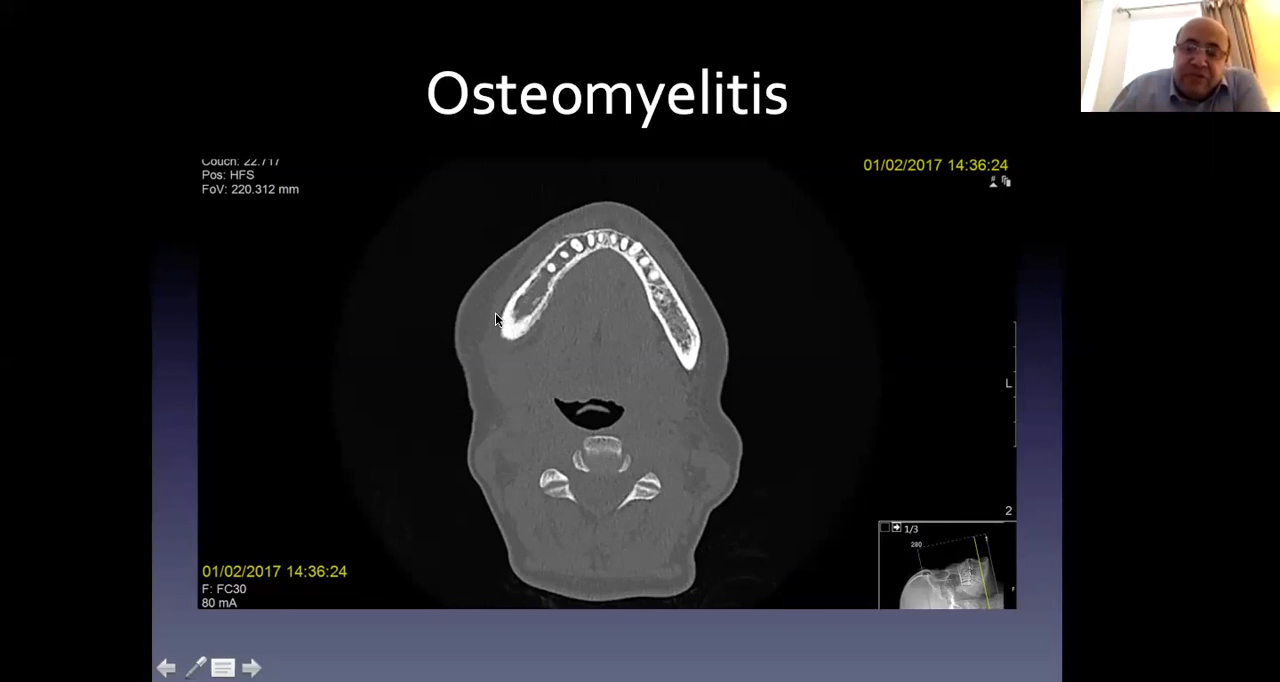 Osteomyelitis
Couch: 22.717
Pos: HFS
FoV: 220.312 mm
01/02/2017 14:36:24
L
2
1/3
280
01/02/2017 14:36:24
F: FC30
80 mA